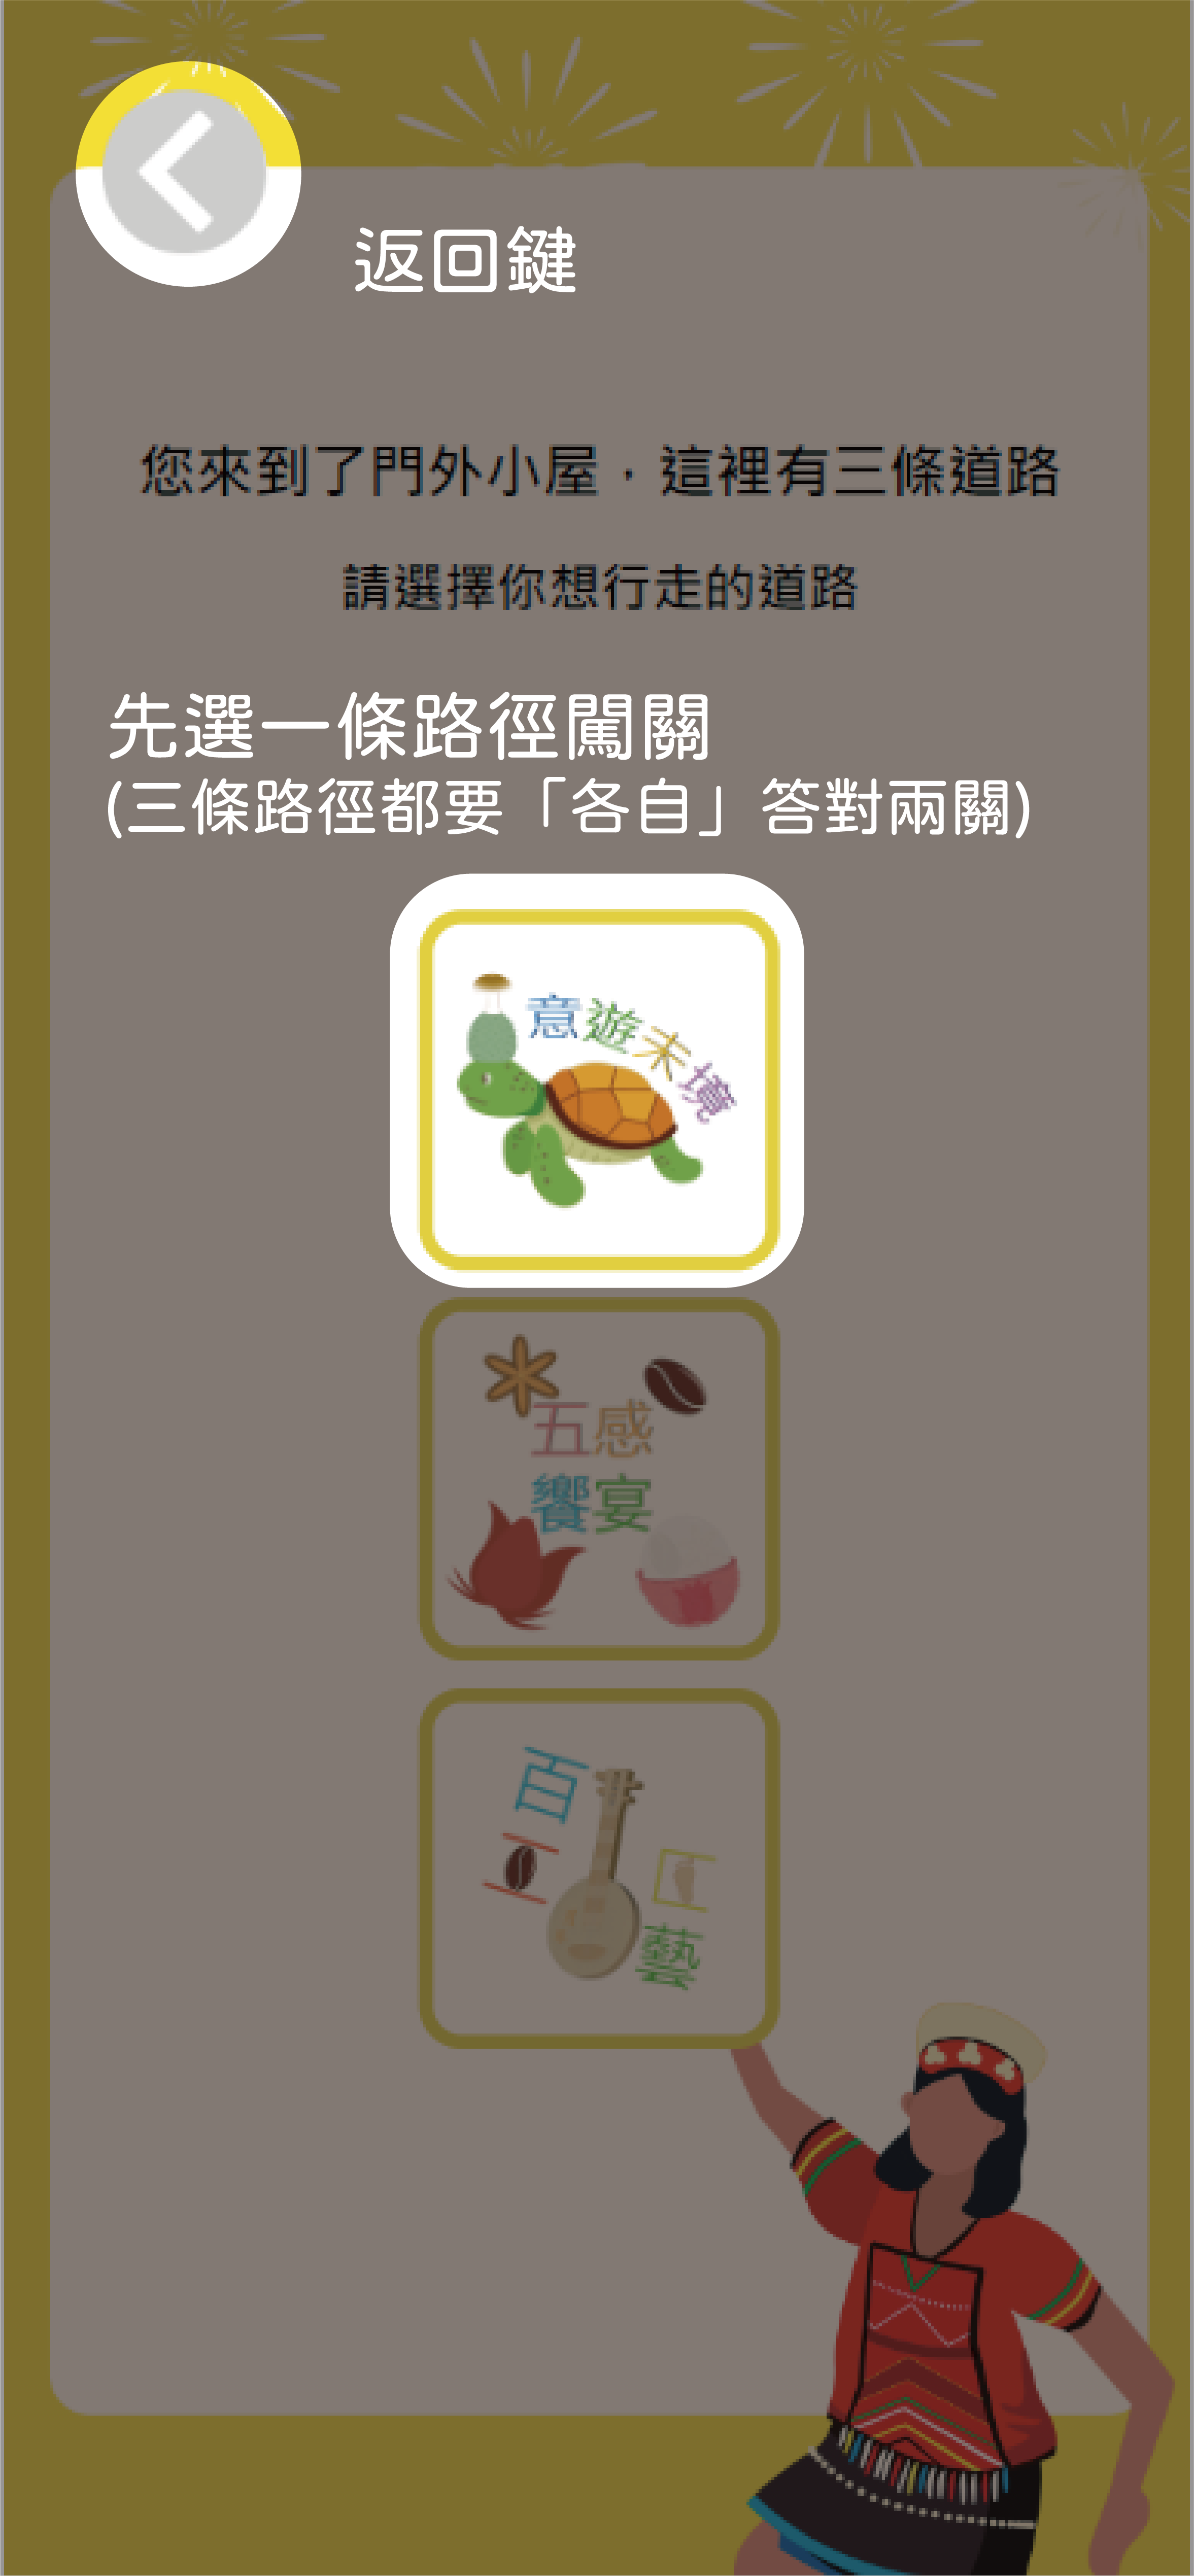 返回鍵
您來到了門外小屋，這裡有三條道路
請選擇你想行走的道路
先選一條路徑闖關
(三條路徑都要「各自」答對兩關)
意遊未境
五感
饗宴
百工
工藝